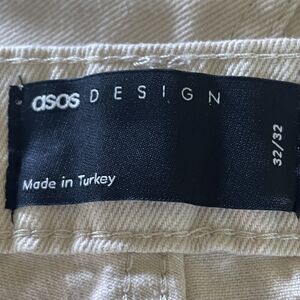 asos DESIGN
Made in Turkey
32/32